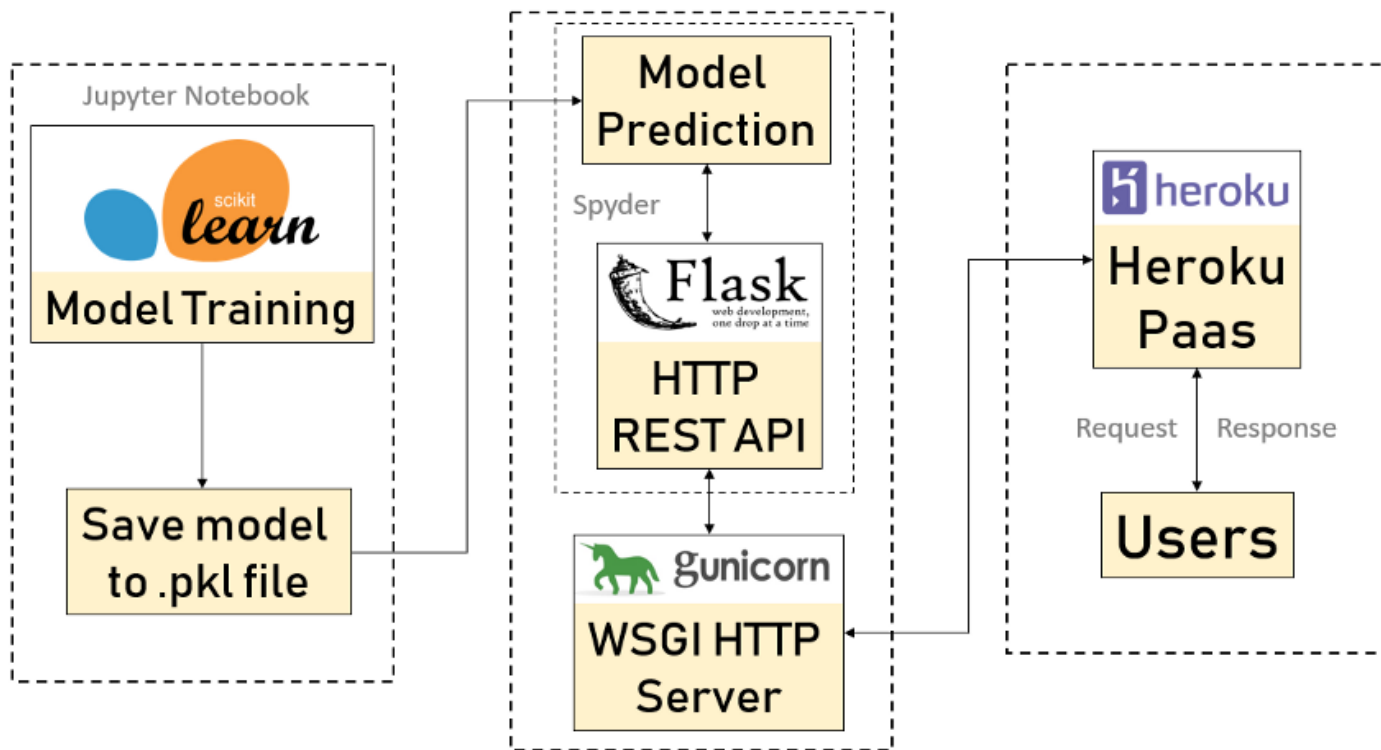 Jupyter Notebook
scikit
learn
Model Training
Save model
to .pkl file
Model
Prediction
Spyder
Flask
web development,
one drop at a time
HTTP
REST API
gunicorn
WSGI HTTP
Server
heroku
Heroku
Paas
Request
Response
Users